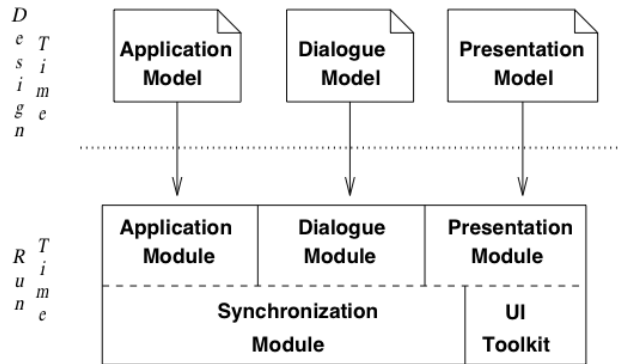 Design
Time
Application
Model
Dialogue
Model
Presentation
Model
Run
Time
Application
Module
Dialogue
Module
Presentation
Module
Synchronization
Module
UI
Toolkit